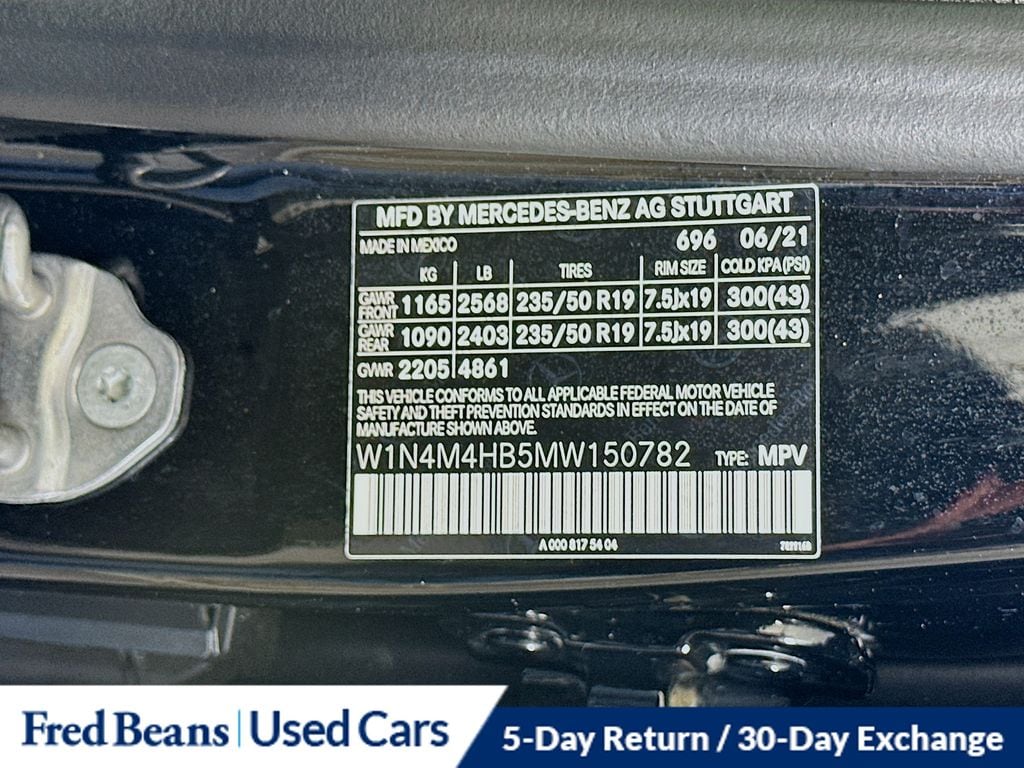 MFD BY MERCEDES-BENZ AG STUTTGART
MADE IN MEXICO 696 06/21
KG LB TIRES RIM SIZE COLD KPA(PSI)
GAWR FRONT 1165 2568 235/50 R19 7.5Jx19 300(43)
GAWR REAR 1090 2403 235/50 R19 7.5Jx19 300(43)
GVWR 2205 4861
THIS VEHICLE CONFORMS TO ALL APPLICABLE FEDERAL MOTOR VEHICLE
SAFETY AND THEFT PREVENTION STANDARDS IN EFFECT ON THE DATE OF
MANUFACTURE SHOWN ABOVE.
W1N4M4HB5MW150782 TYPE: MPV
A 000 817 54 04
Fred Beans | Used Cars
5-Day Return / 30-Day Exchange